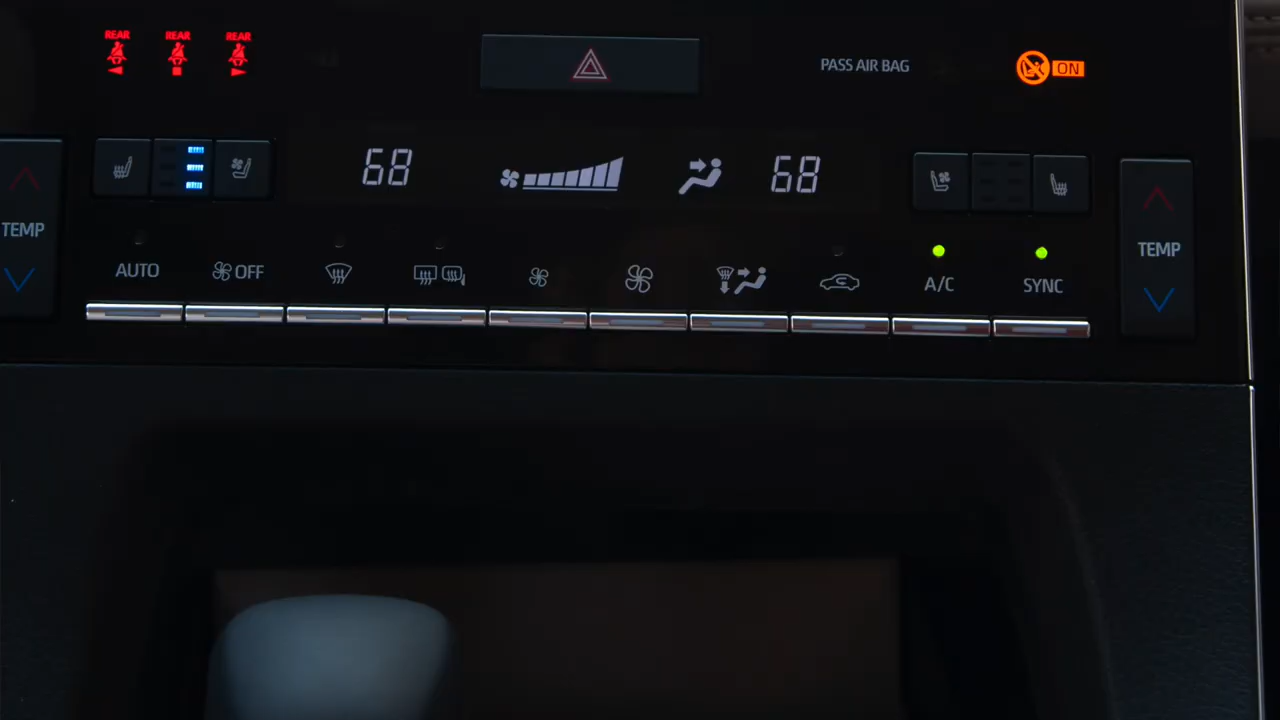 REAR REAR REAR
PASS AIR BAG ON
68 68
TEMP TEMP
AUTO OFF A/C SYNC